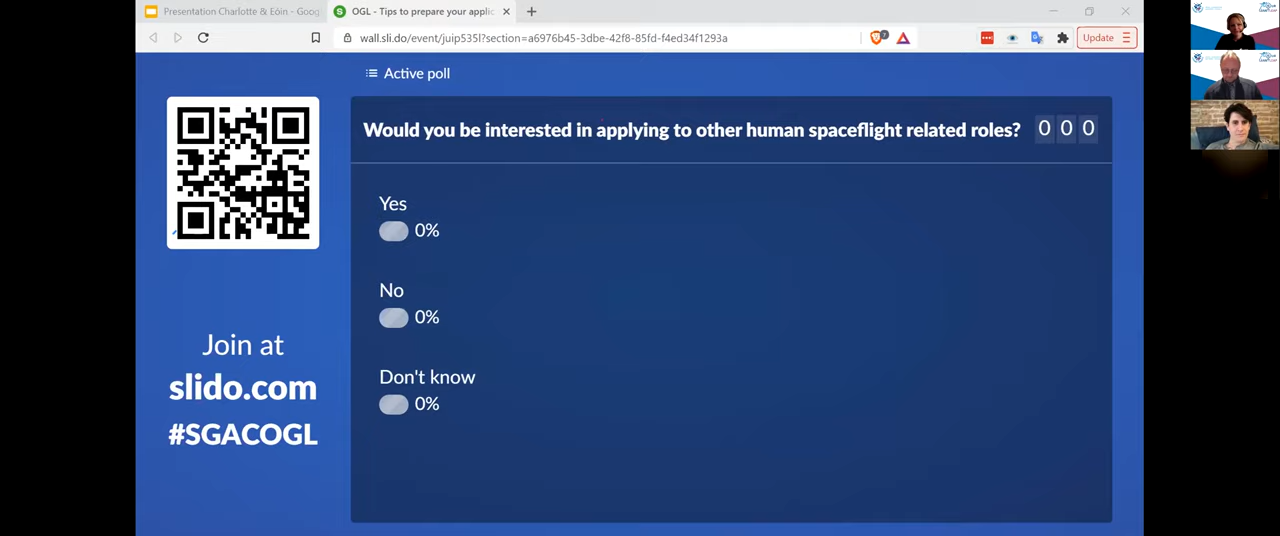 Presentation Charlotte & Eóin - Goog
OGL - Tips to prepare your applic
wall.sli.do/event/juip535l?section=a6976b45-3dbe-42f8-85fd-f4ed34f1293a
7
Update
Active poll
Would you be interested in applying to other human spaceflight related roles?
0 0 0
Yes
0%
No
0%
Don't know
0%
Join at
slido.com
#SGACOGL